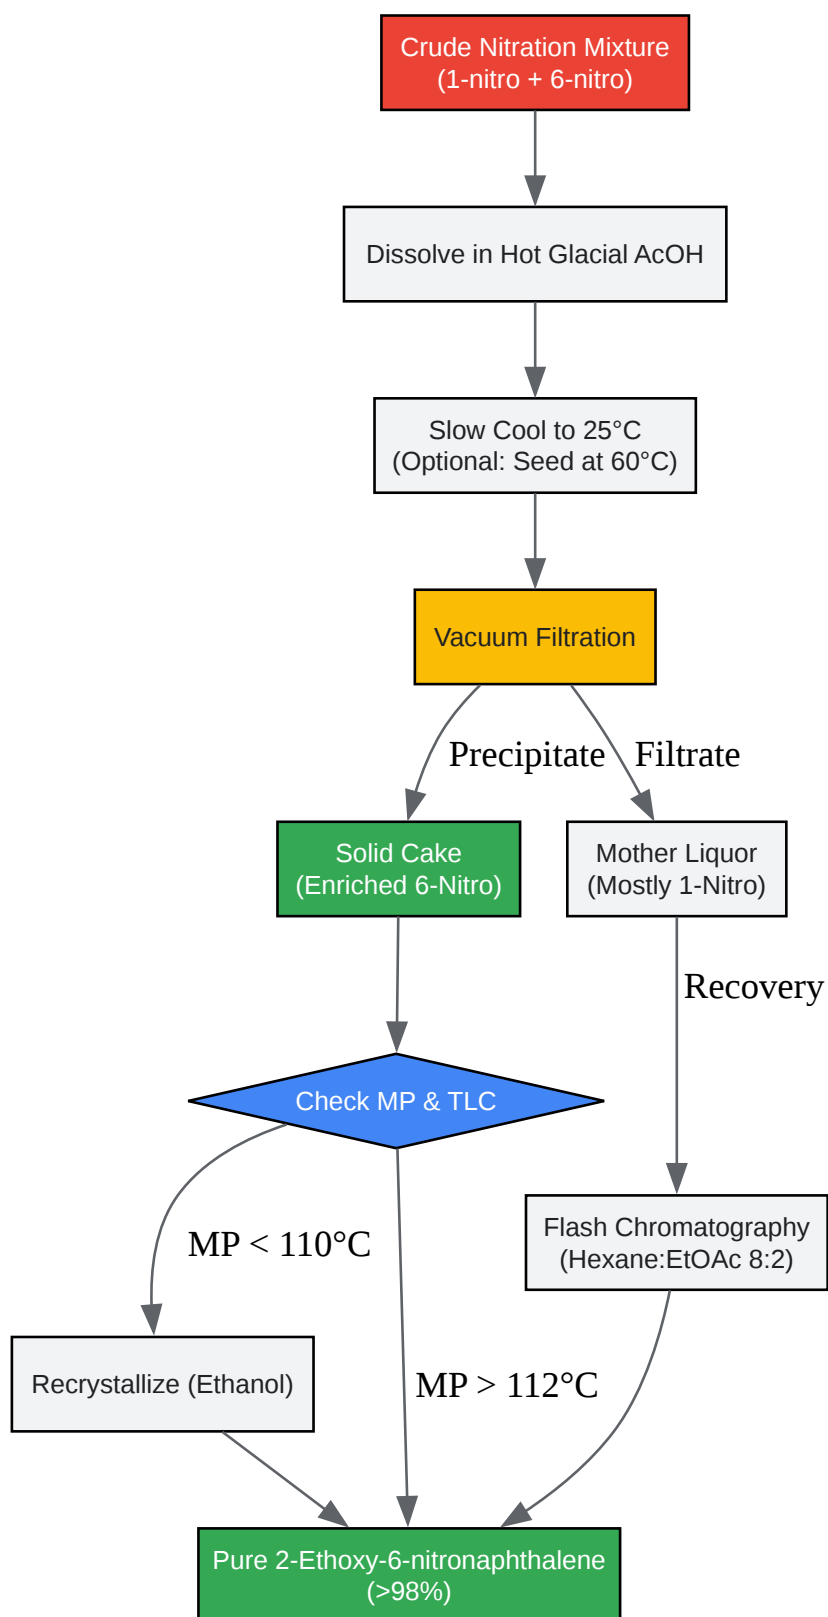 Crude Nitration Mixture
(1-nitro + 6-nitro)
Dissolve in Hot Glacial AcOH
Slow Cool to 25°C
(Optional: Seed at 60°C)
Vacuum Filtration
Precipitate
Filtrate
Solid Cake
(Enriched 6-Nitro)
Mother Liquor
(Mostly 1-Nitro)
Recovery
Check MP & TLC
MP < 110°C
Flash Chromatography
(Hexane:EtOAc 8:2)
MP > 112°C
Recrystallize (Ethanol)
Pure 2-Ethoxy-6-nitronaphthalene
(>98%)